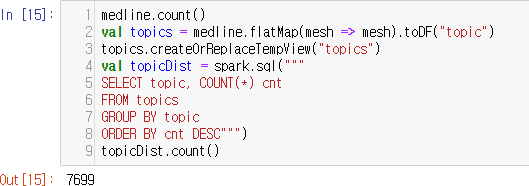 In [15]:
1 medline.count()
2 val topics = medline.flatMap(mesh => mesh).toDF("topic")
3 topics.createOrReplaceTempView("topics")
4 val topicDist = spark.sql("""
5 SELECT topic, COUNT(*) cnt
6 FROM topics
7 GROUP BY topic
8 ORDER BY cnt DESC""")
9 topicDist.count()
Out[15]: 7699